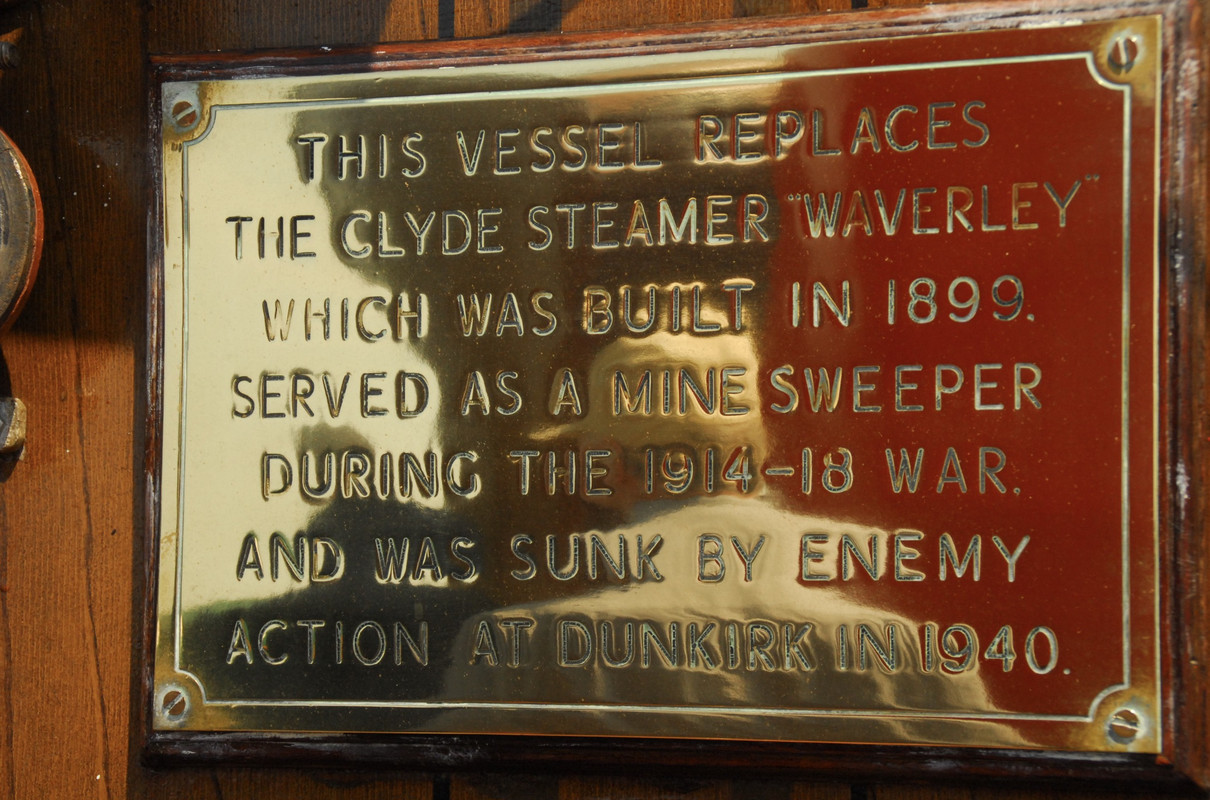 THIS VESSEL REPLACES
THE CLYDE STEAMER "WAVERLEY"
WHICH WAS BUILT IN 1899.
SERVED AS A MINE SWEEPER
DURING THE 1914-18 WAR.
AND WAS SUNK BY ENEMY
ACTION AT DUNKIRK IN 1940.